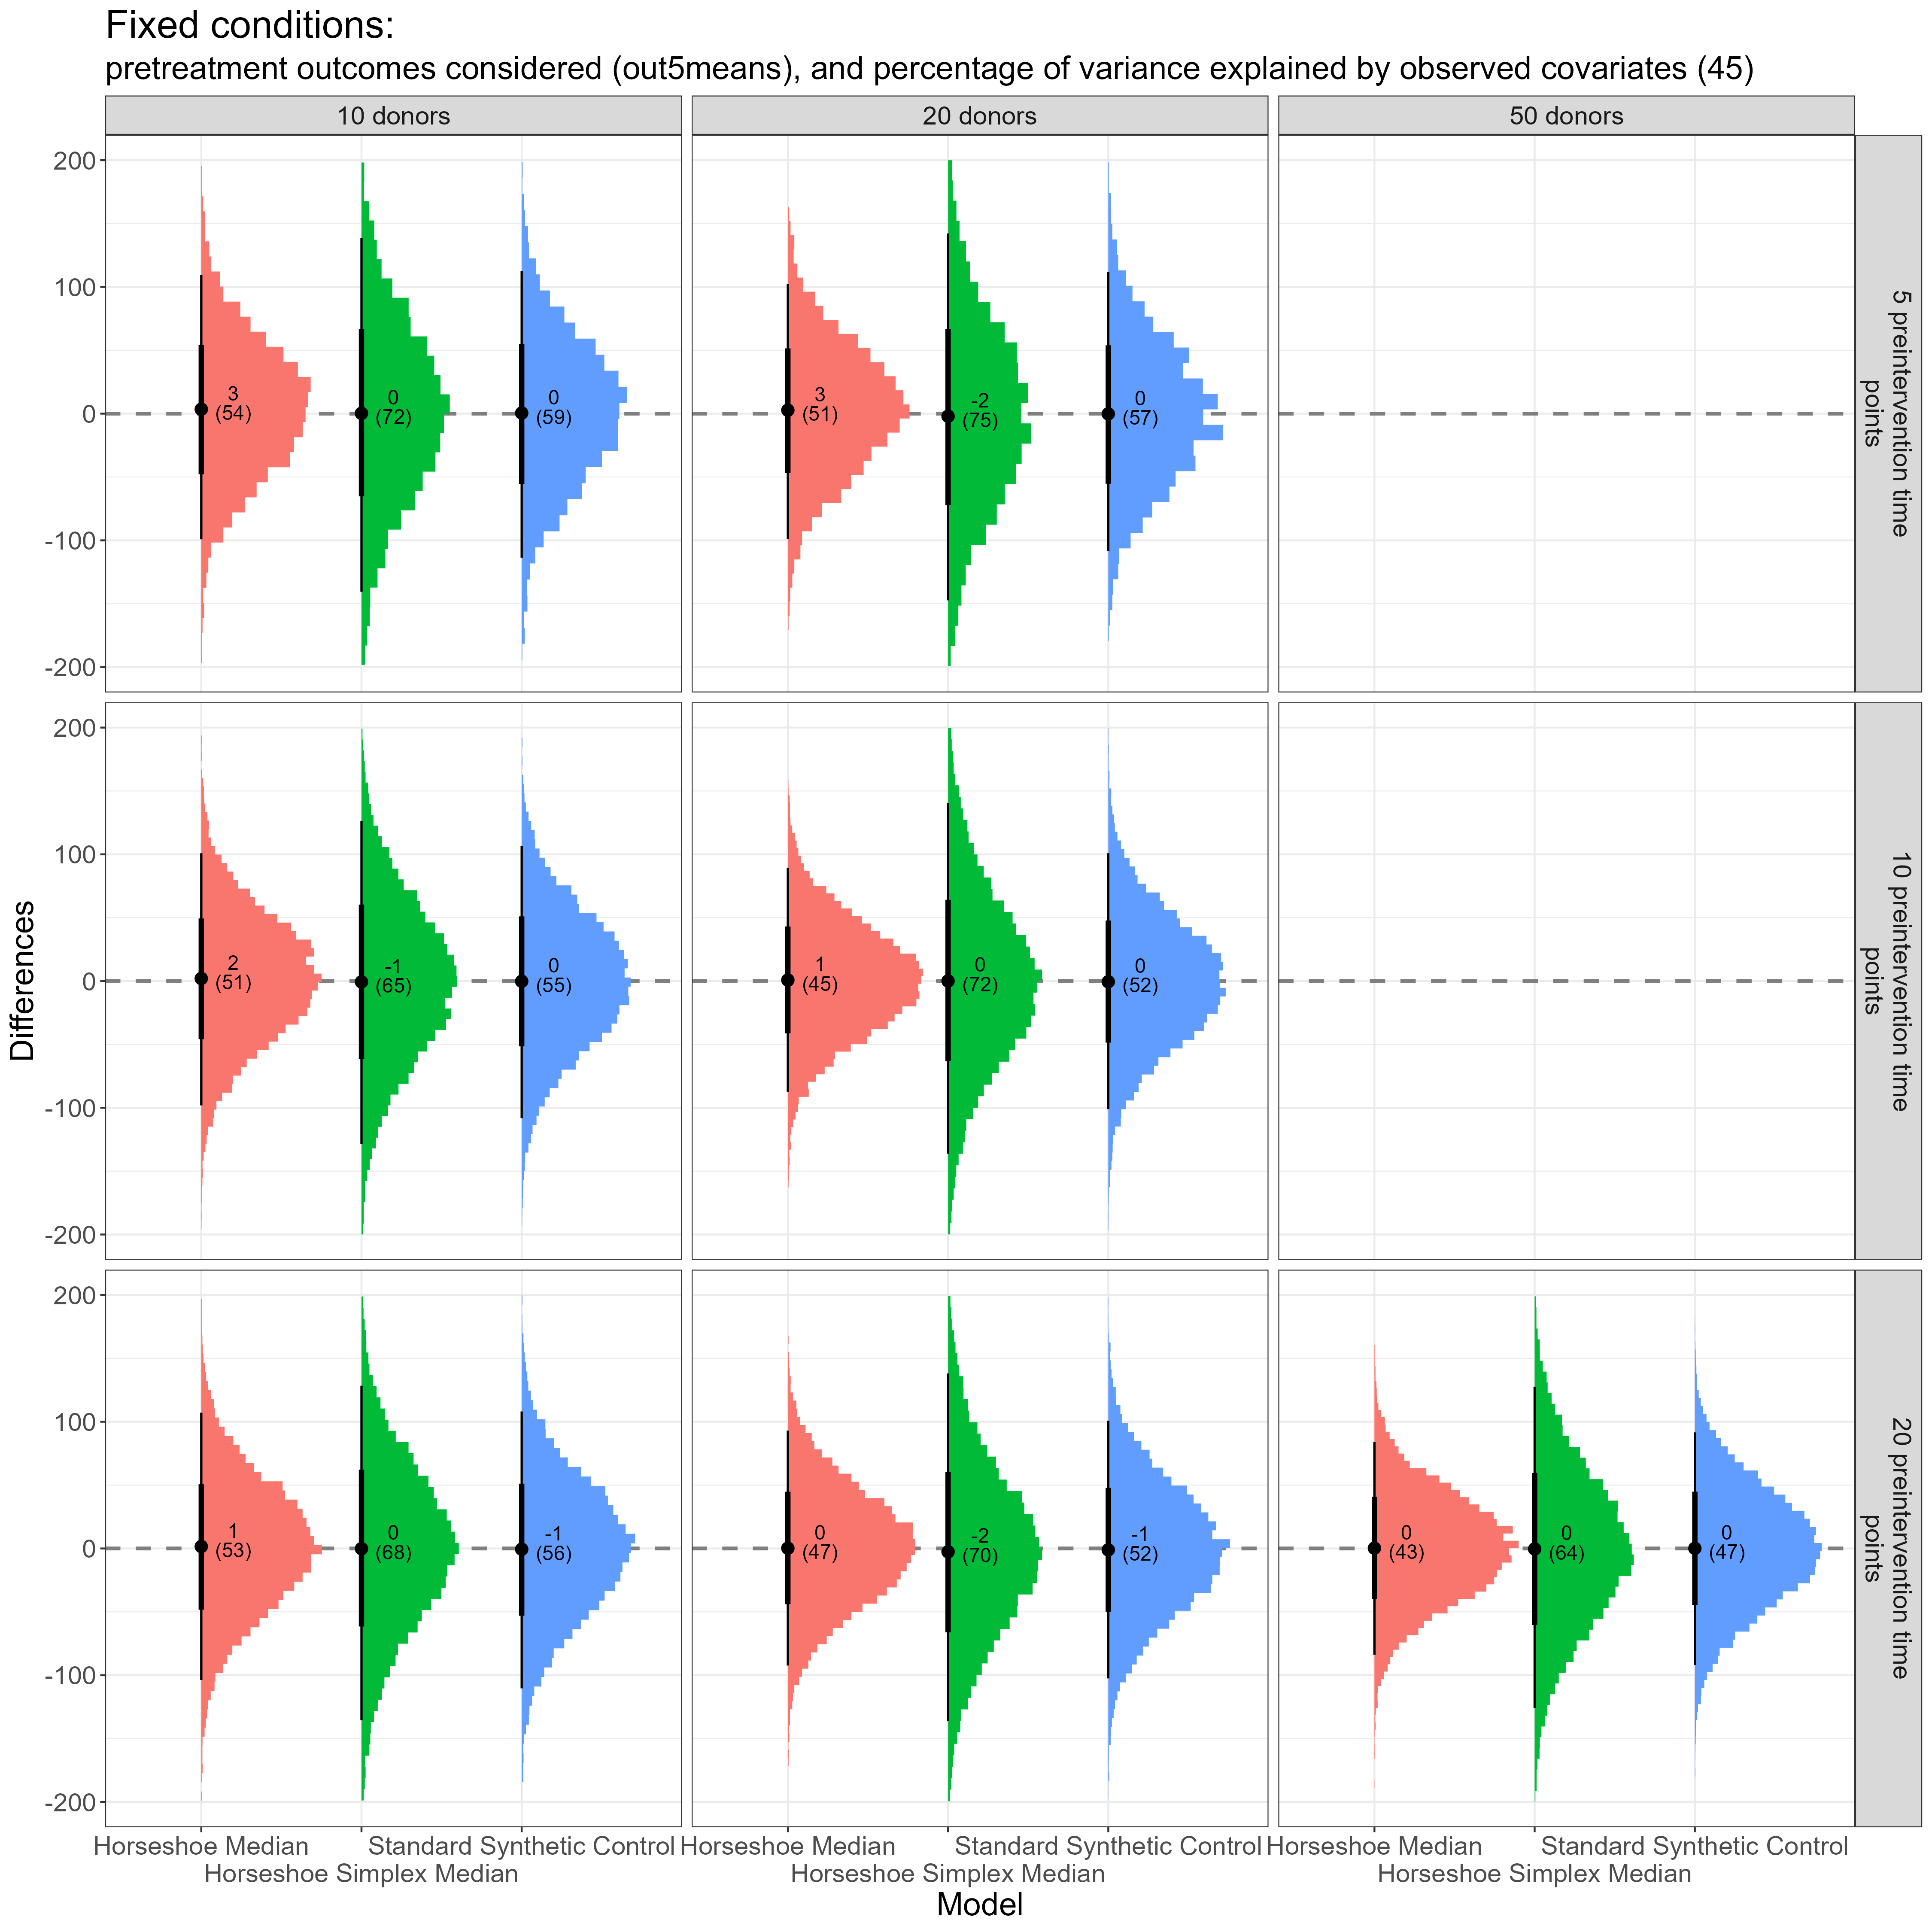 Fixed conditions:
pretreatment outcomes considered (out5means), and percentage of variance explained by observed covariates (45)
10 donors
20 donors
50 donors
Differences
200
100
0
-100
-200
3
(54)
0
(72)
0
(59)
3
(51)
-2
(75)
0
(57)
5 preintervention time
points
200
100
0
-100
-200
2
(51)
-1
(65)
0
(55)
1
(45)
0
(72)
0
(52)
10 preintervention time
points
200
100
0
-100
-200
1
(53)
0
(68)
-1
(56)
0
(47)
-2
(70)
-1
(52)
0
(43)
0
(64)
0
(47)
20 preintervention time
points
Horseshoe Median
Horseshoe Simplex Median
Standard Synthetic Control
Horseshoe Median
Horseshoe Simplex Median
Standard Synthetic Control
Horseshoe Median
Horseshoe Simplex Median
Standard Synthetic Control
Model